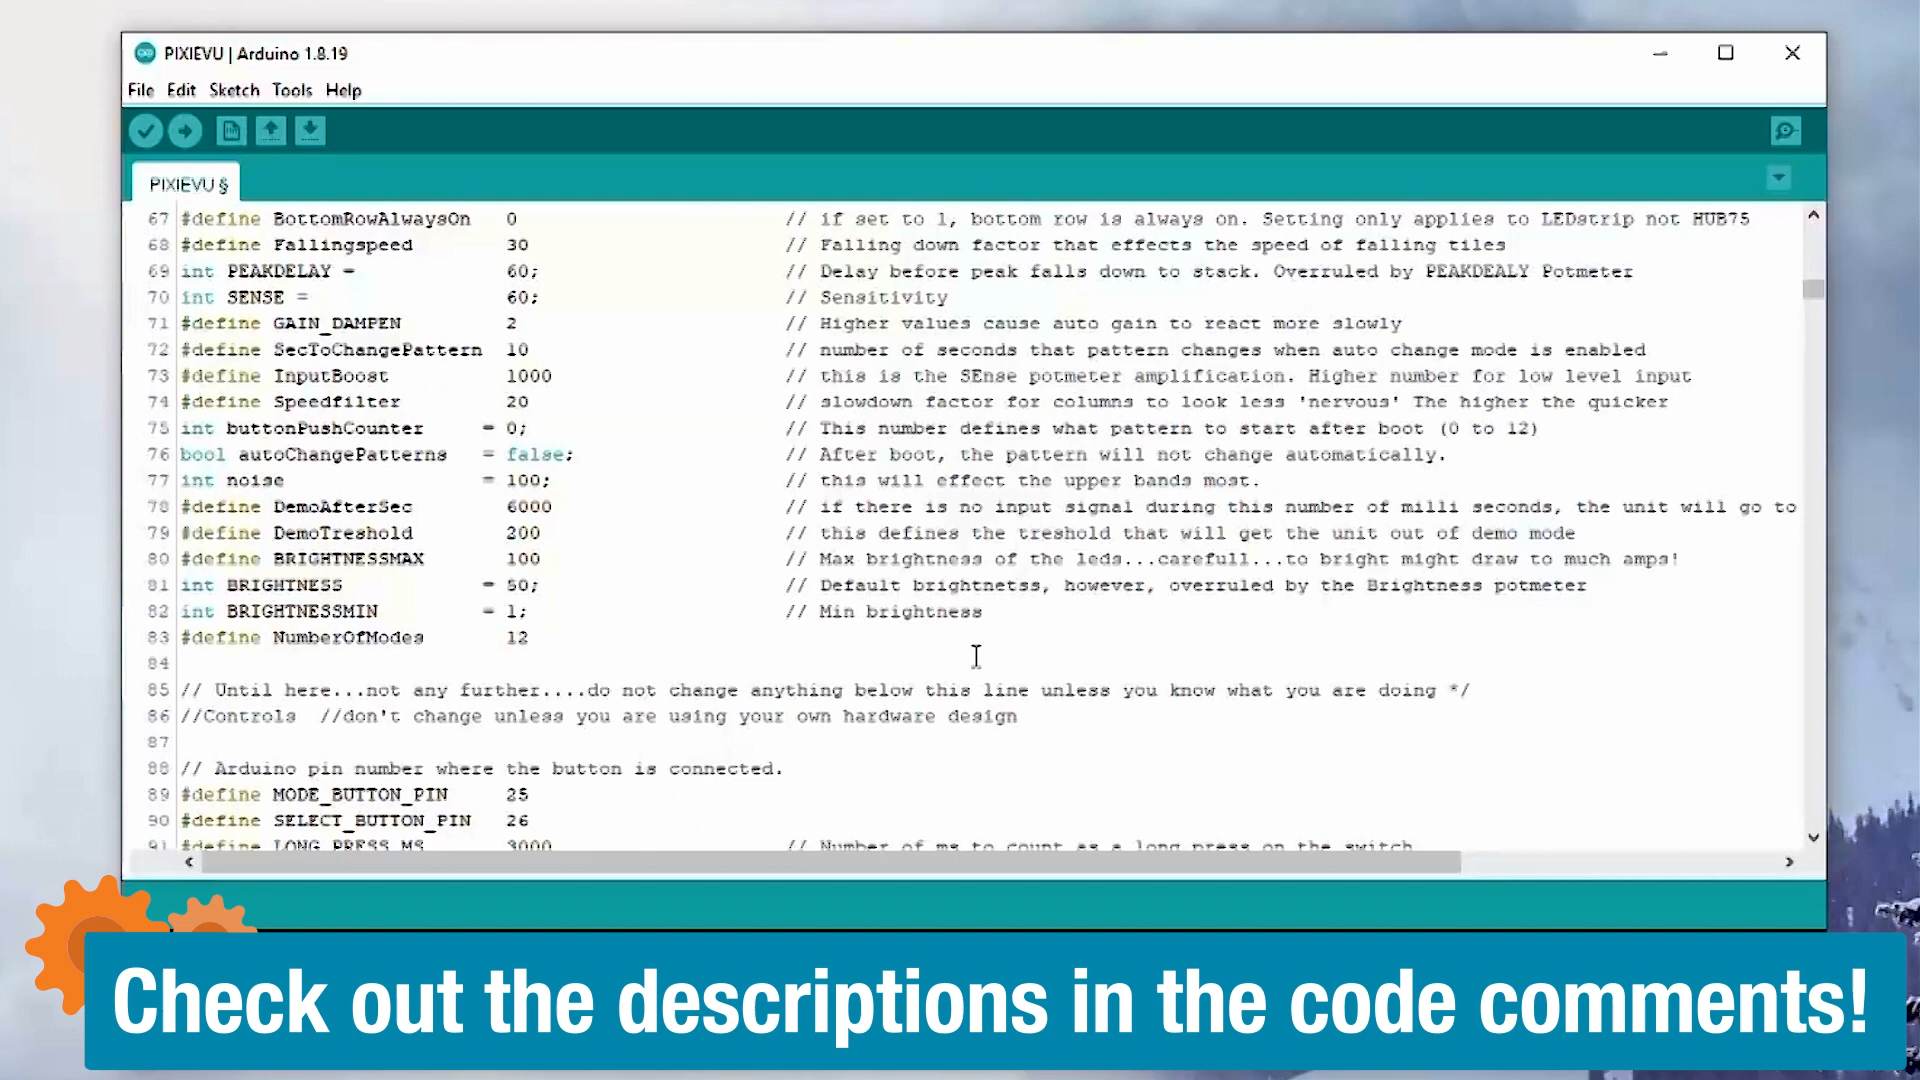 PIXIEVU | Arduino 1.8.19
File Edit Sketch Tools Help
PIXIEVU §
67 #define BottomRowAlwaysOn 0 // if set to 1, bottom row is always on. Setting only applies to LEDstrip not HUB75
68 #define Fallingspeed 30 // Falling down factor that effects the speed of falling tiles
69 int PEAKDELAY = 60; // Delay before peak falls down to stack. Overruled by PEAKDEALY Potmeter
70 int SENSE = 60; // Sensitivity
71 #define GAIN_DAMPEN 2 // Higher values cause auto gain to react more slowly
72 #define SecToChangePattern 10 // number of seconds that pattern changes when auto change mode is enabled
73 #define InputBoost 1000 // this is the SEnse potmeter amplification. Higher number for low level input
74 #define Speedfilter 20 // slowdown factor for columns to look less 'nervous' The higher the quicker
75 int buttonPushCounter = 0; // This number defines what pattern to start after boot (0 to 12)
76 bool autoChangePatterns = false; // After boot, the pattern will not change automatically.
77 int noise = 100; // this will effect the upper bands most.
78 #define DemoAfterSec 6000 // if there is no input signal during this number of milli seconds, the unit will go to
79 #define DemoTreshold 200 // this defines the treshold that will get the unit out of demo mode
80 #define BRIGHTNESSMAX 100 // Max brightness of the leds...carefull...to bright might draw to much amps!
81 int BRIGHTNESS = 50; // Default brightnetss, however, overruled by the Brightness potmeter
82 int BRIGHTNESSMIN = 1; // Min brightness
83 #define NumberOfModes 12
84
85 // Until here...not any further....do not change anything below this line unless you know what you are doing */
86 //Controls //don't change unless you are using your own hardware design
87
88 // Arduino pin number where the button is connected.
89 #define MODE_BUTTON_PIN 25
90 #define SELECT_BUTTON_PIN 26
91 #define LONG_PRESS_MS 3000 // Number of ms to count as a long press on the switch
Check out the descriptions in the code comments!